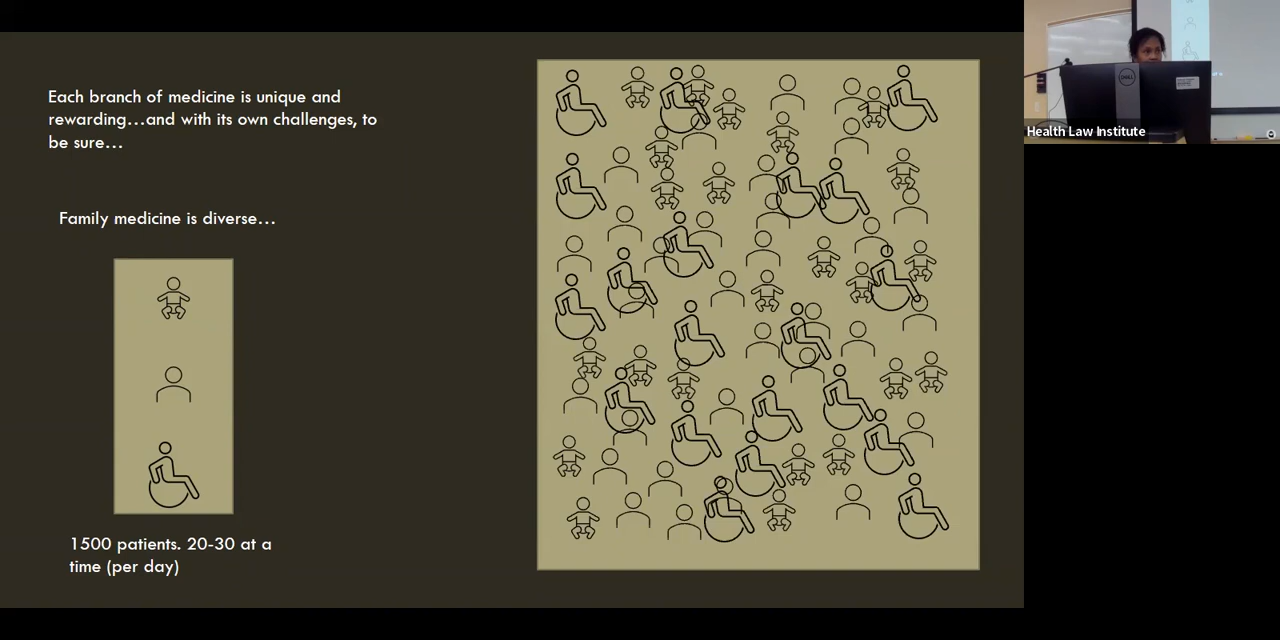 Each branch of medicine is unique and
rewarding...and with its own challenges, to
be sure...
Family medicine is diverse...
1500 patients. 20-30 at a
time (per day)
DELL
Health Law Institute